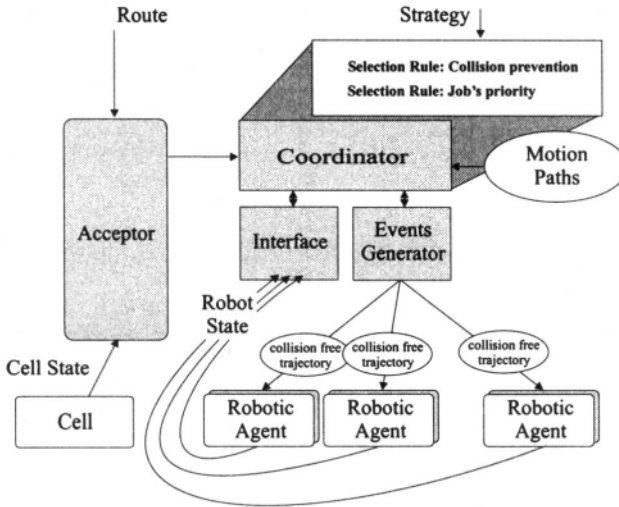 Route
Strategy
Selection Rule: Collision prevention
Selection Rule: Job's priority
Coordinator
Motion
Paths
Acceptor
Interface
Events
Generator
Robot
State
collision free
trajectory
collision free
trajectory
collision free
trajectory
Cell State
Cell
Robotic
Agent
Robotic
Agent
Robotic
Agent